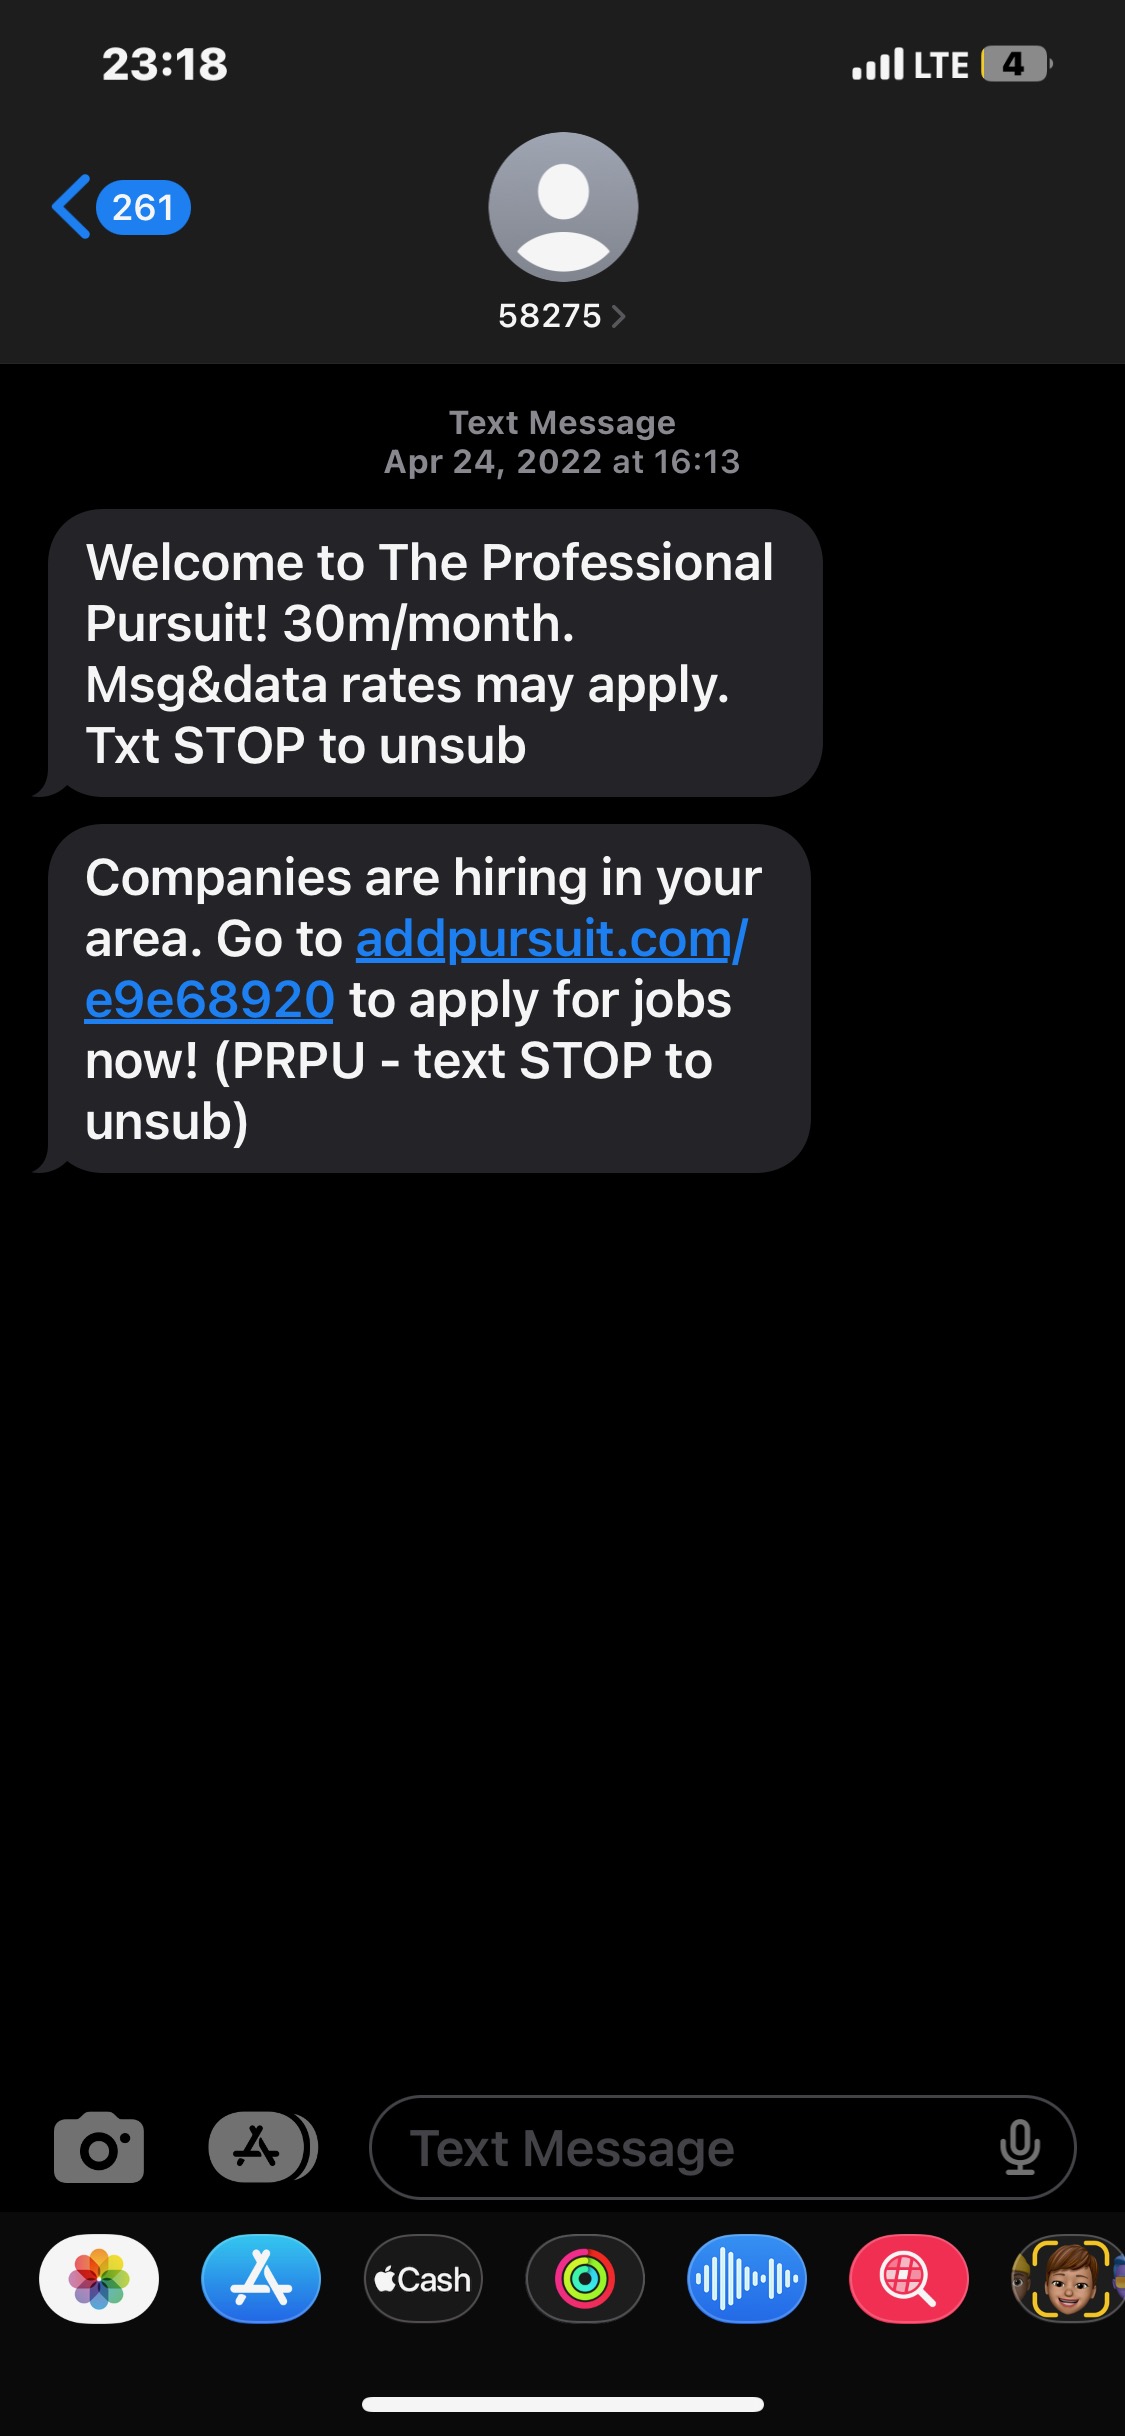 23:18
LTE 4
261
58275
Text Message
Apr 24, 2022 at 16:13
Welcome to The Professional
Pursuit! 30m/month.
Msg&data rates may apply.
Txt STOP to unsub
Companies are hiring in your
area. Go to addpursuit.com/
e9e68920 to apply for jobs
now! (PRPU - text STOP to
unsub)
Text Message
Cash